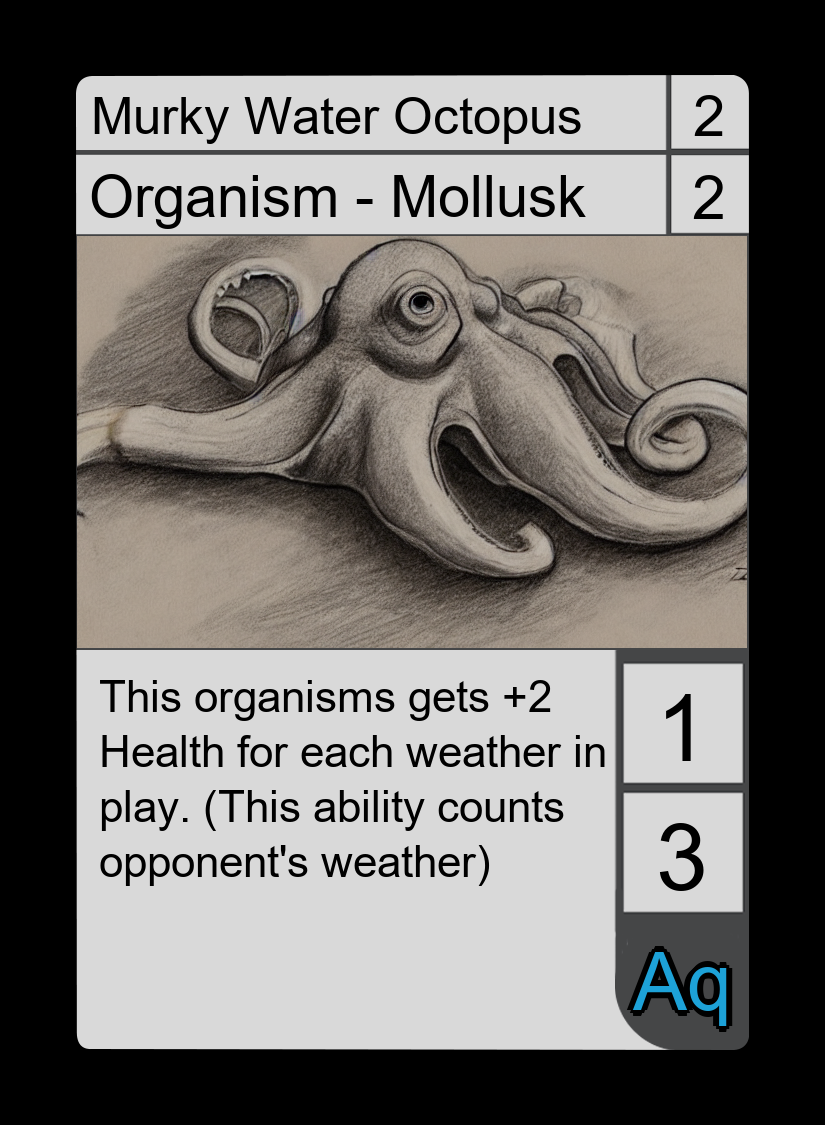 Murky Water Octopus 2
Organism - Mollusk 2
This organisms gets +2
Health for each weather in
play. (This ability counts
opponent's weather)
1
3
Aq